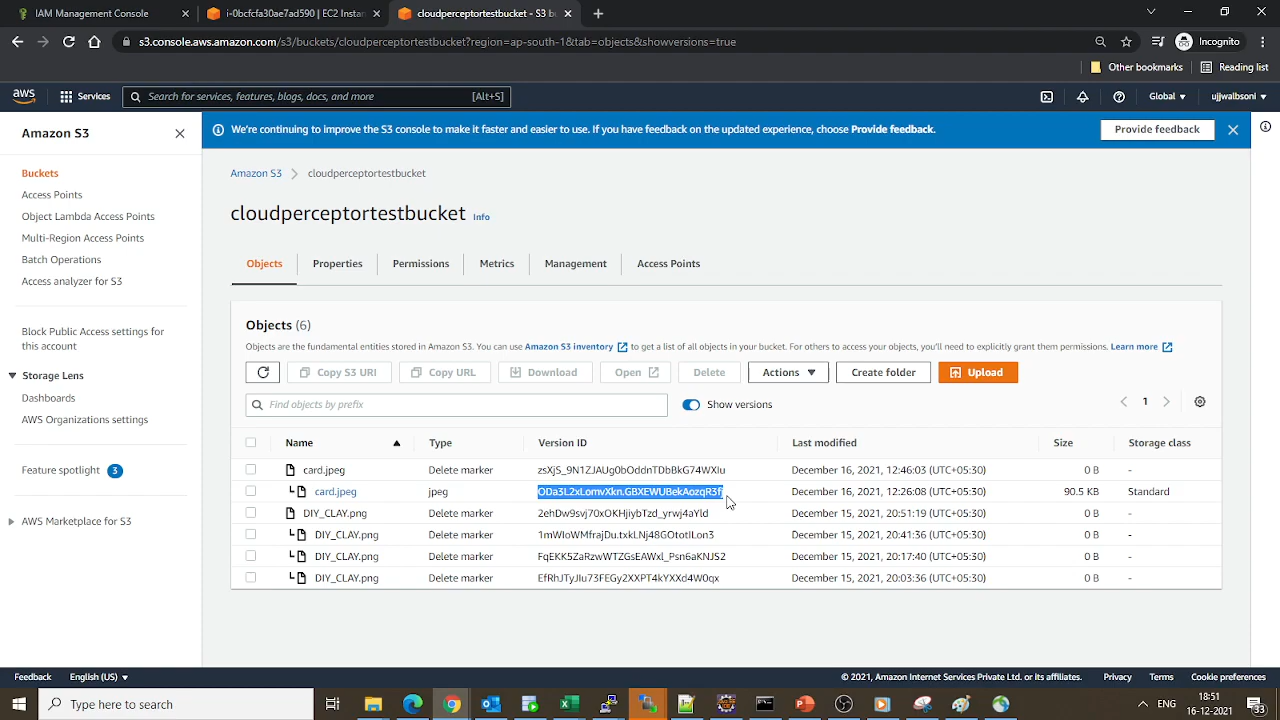 IAM Management Console
i-0bcfcfa30ae7ad590 | EC2 Instan
cloudperceptortestbucket - S3 b
s3.console.aws.amazon.com/s3/buckets/cloudperceptortestbucket?region=ap-south-1&tab=objects&showversions=true
Incognito
Other bookmarks
Reading list
aws
Services
Search for services, features, blogs, docs, and more
[Alt+S]
Global
ujjwalbsoni
Amazon S3
We're continuing to improve the S3 console to make it faster and easier to use. If you have feedback on the updated experience, choose Provide feedback.
Provide feedback
Buckets
Access Points
Object Lambda Access Points
Multi-Region Access Points
Batch Operations
Access analyzer for S3
Block Public Access settings for
this account
Storage Lens
Dashboards
AWS Organizations settings
Feature spotlight 3
AWS Marketplace for S3
Amazon S3 > cloudperceptortestbucket
cloudperceptortestbucket Info
Objects Properties Permissions Metrics Management Access Points
Objects (6)
Objects are the fundamental entities stored in Amazon S3. You can use Amazon S3 inventory to get a list of all objects in your bucket. For others to access your objects, you'll need to explicitly grant them permissions. Learn more
Copy S3 URI Copy URL Download Open Delete Actions Create folder Upload
Find objects by prefix
Show versions
1
Name Type Version ID Last modified Size Storage class
card.jpeg Delete marker zsXjS_9N1ZJAUg0bOddnTDbBkG74WXlu December 16, 2021, 12:46:03 (UTC+05:30) 0 B -
card.jpeg jpeg ODa3L2xLomvXkn.GBXEWUBekAozqR3fj December 16, 2021, 12:26:08 (UTC+05:30) 90.5 KB Standard
DIY_CLAY.png Delete marker 2ehDw9svj70xOKHjiybTzd_yrwj4aYld December 15, 2021, 20:51:19 (UTC+05:30) 0 B -
DIY_CLAY.png Delete marker 1mWIoWMfrajDu.txkLNj48GOtotILon3 December 15, 2021, 20:41:36 (UTC+05:30) 0 B -
DIY_CLAY.png Delete marker FqEKK5ZaRzwWTZGsEAWxl_Psn6aKNJS2 December 15, 2021, 20:17:40 (UTC+05:30) 0 B -
DIY_CLAY.png Delete marker EfRhJTyJlu73FEGy2XXPT4kYXXd4W0qx December 15, 2021, 20:03:36 (UTC+05:30) 0 B -
Feedback English (US)
© 2021, Amazon Internet Services Private Ltd. or its affiliates. Privacy Terms Cookie preferences
Type here to search
ENG
18:51
16-12-2021
33